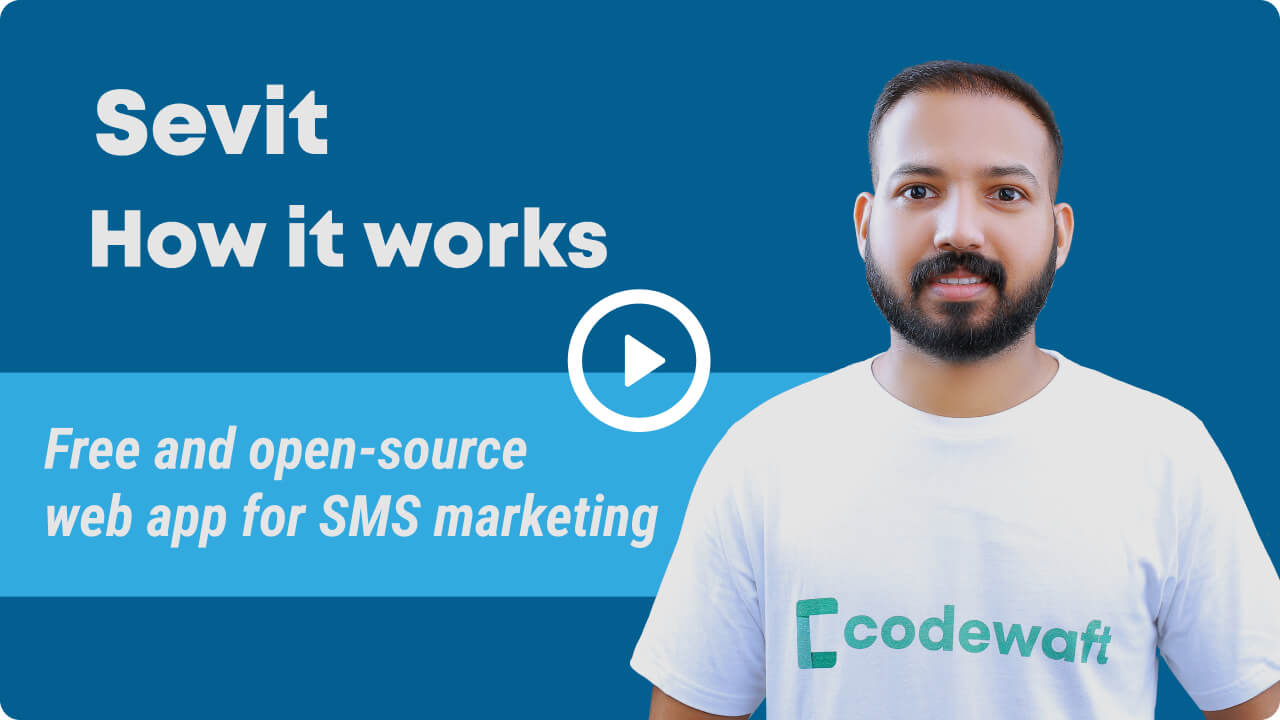 Sevit
How it works
Free and open-source
web app for SMS marketing
codewaft